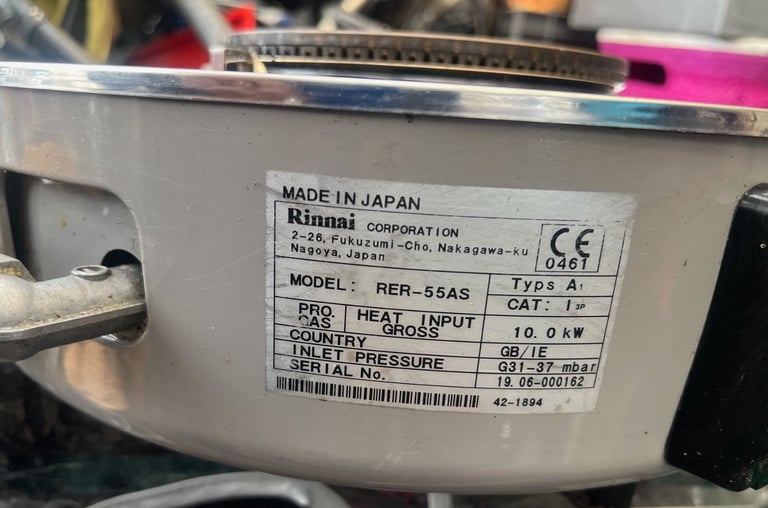 MADE IN JAPAN
Rinnai CORPORATION
2-26, Fukuzumi-Cho, Nakagawa-ku
Nagoya, Japan
CE
0461
MODEL: RER-55AS
Typs A1
CAT: I3P
PRO. GAS
HEAT INPUT GROSS
10.0 kW
COUNTRY
GB/IE
INLET PRESSURE
G31-37 mbar
SERIAL No.
19.06-000162
42-1894